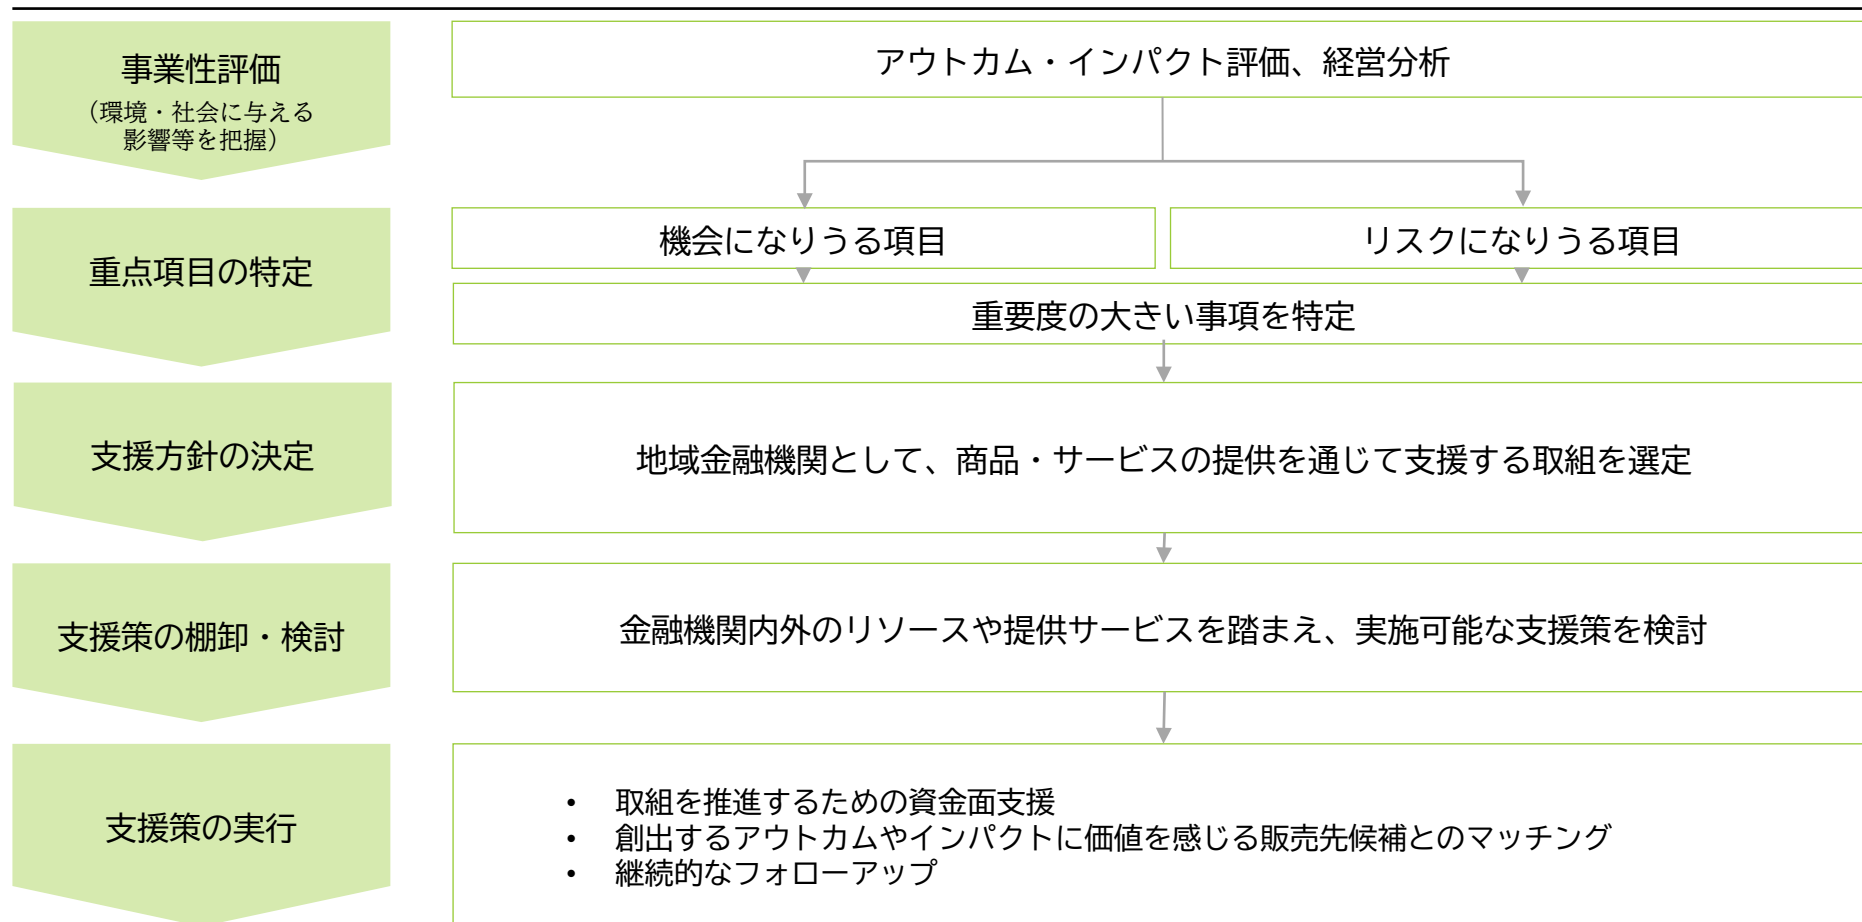 事業性評価
（環境・社会に与える
影響等を把握）
アウトカム・インパクト評価、経営分析
重点項目の特定
機会になりうる項目
リスクになりうる項目
重要度の大きい事項を特定
支援方針の決定
地域金融機関として、商品・サービスの提供を通じて支援する取組を選定
支援策の棚卸・検討
金融機関内外のリソースや提供サービスを踏まえ、実施可能な支援策を検討
支援策の実行
• 取組を推進するための資金面支援
• 創出するアウトカムやインパクトに価値を感じる販売先候補とのマッチング
• 継続的なフォローアップ